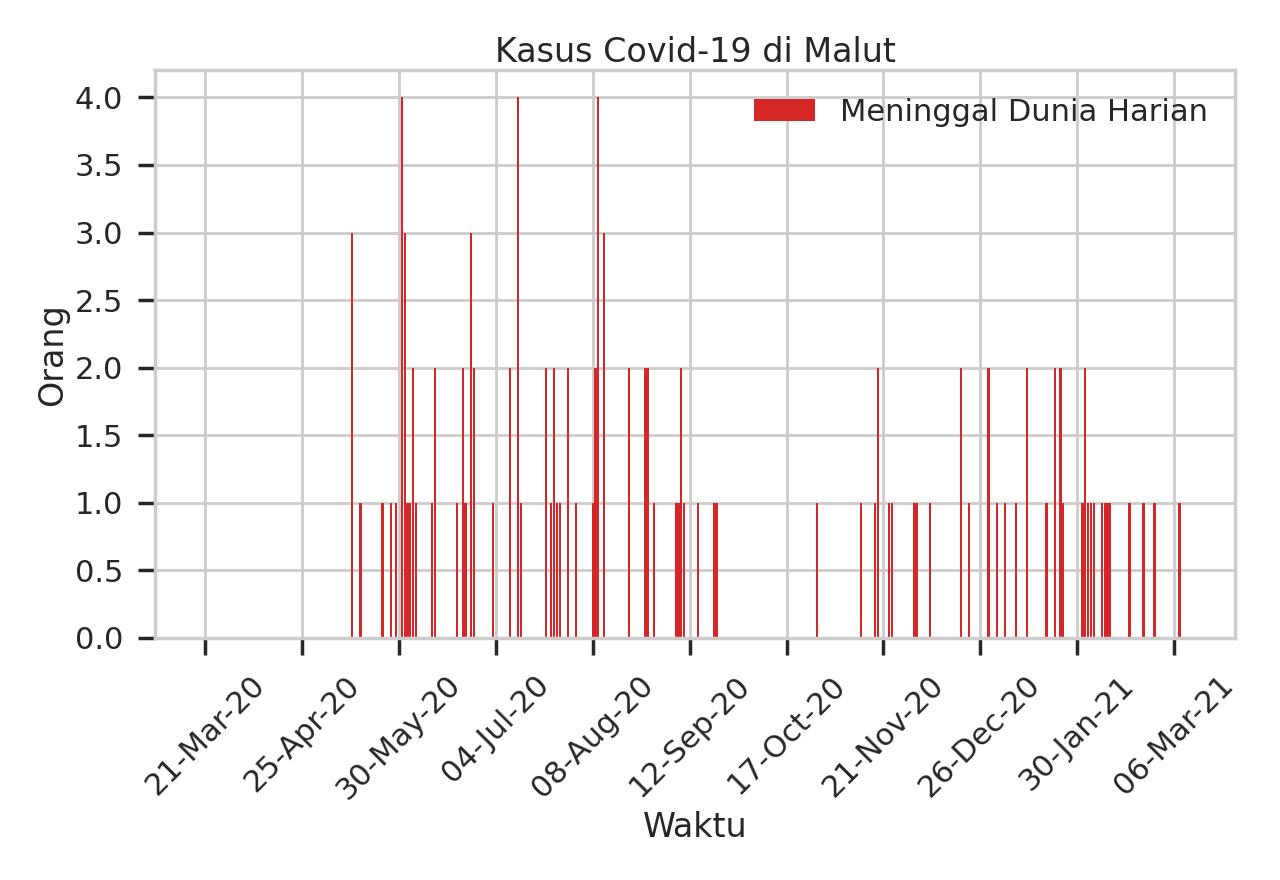 Kasus Covid-19 di Malut
Meninggal Dunia Harian
Orang
4.0
3.5
3.0
2.5
2.0
1.5
1.0
0.5
0.0
21-Mar-20
25-Apr-20
30-May-20
04-Jul-20
08-Aug-20
12-Sep-20
17-Oct-20
21-Nov-20
26-Dec-20
30-Jan-21
06-Mar-21
Waktu